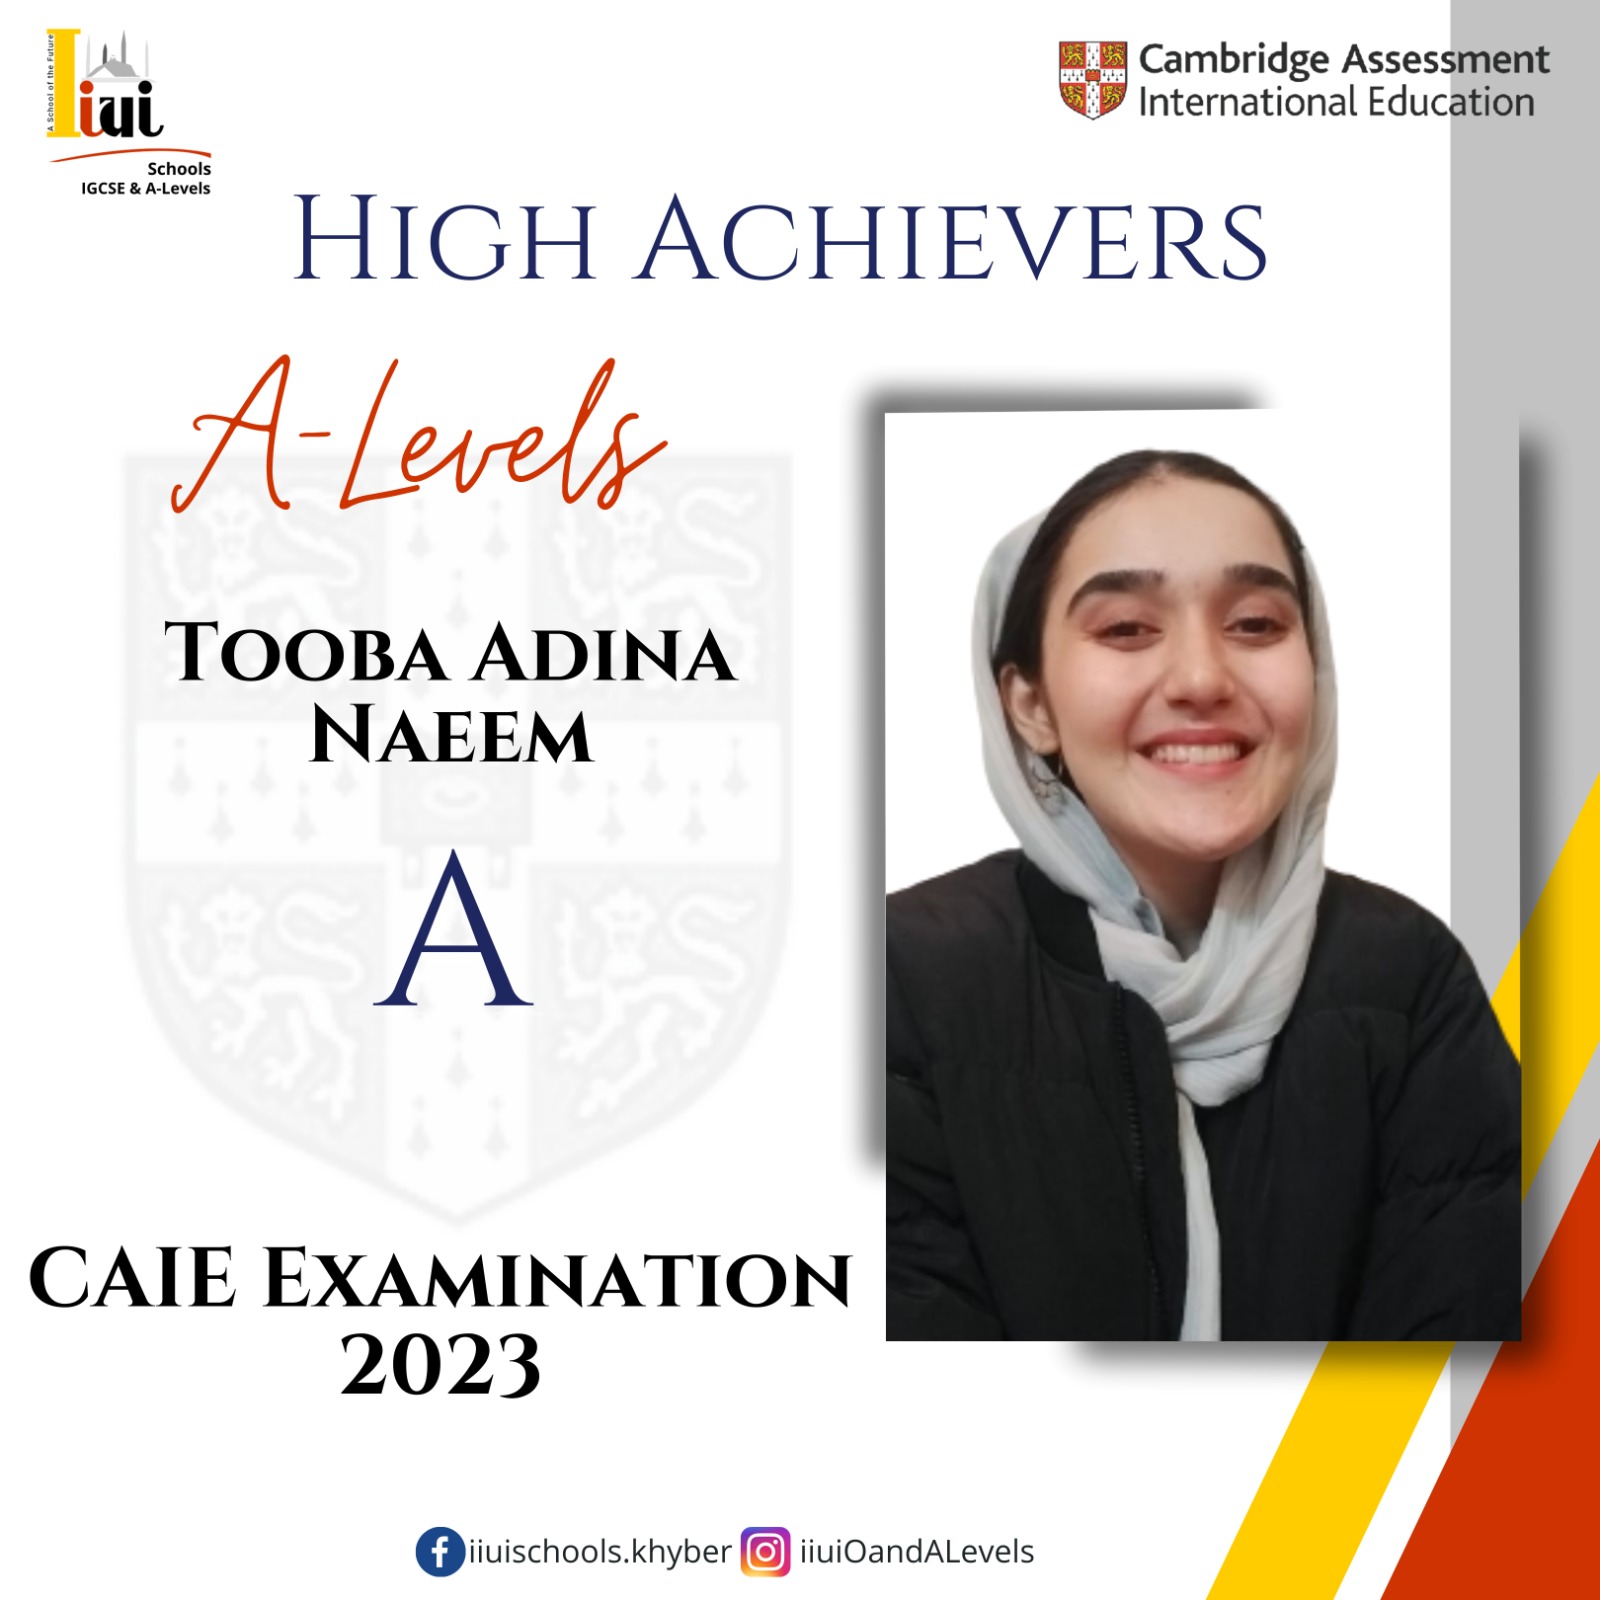 A School of the Future
iiui
Schools
IGCSE & A-Levels
Cambridge Assessment
International Education
HIGH ACHIEVERS
A-Levels
TOOBA ADINA
NAEEM
A
CAIE EXAMINATION
2023
iiuischools.khyber iiuiOandALevels